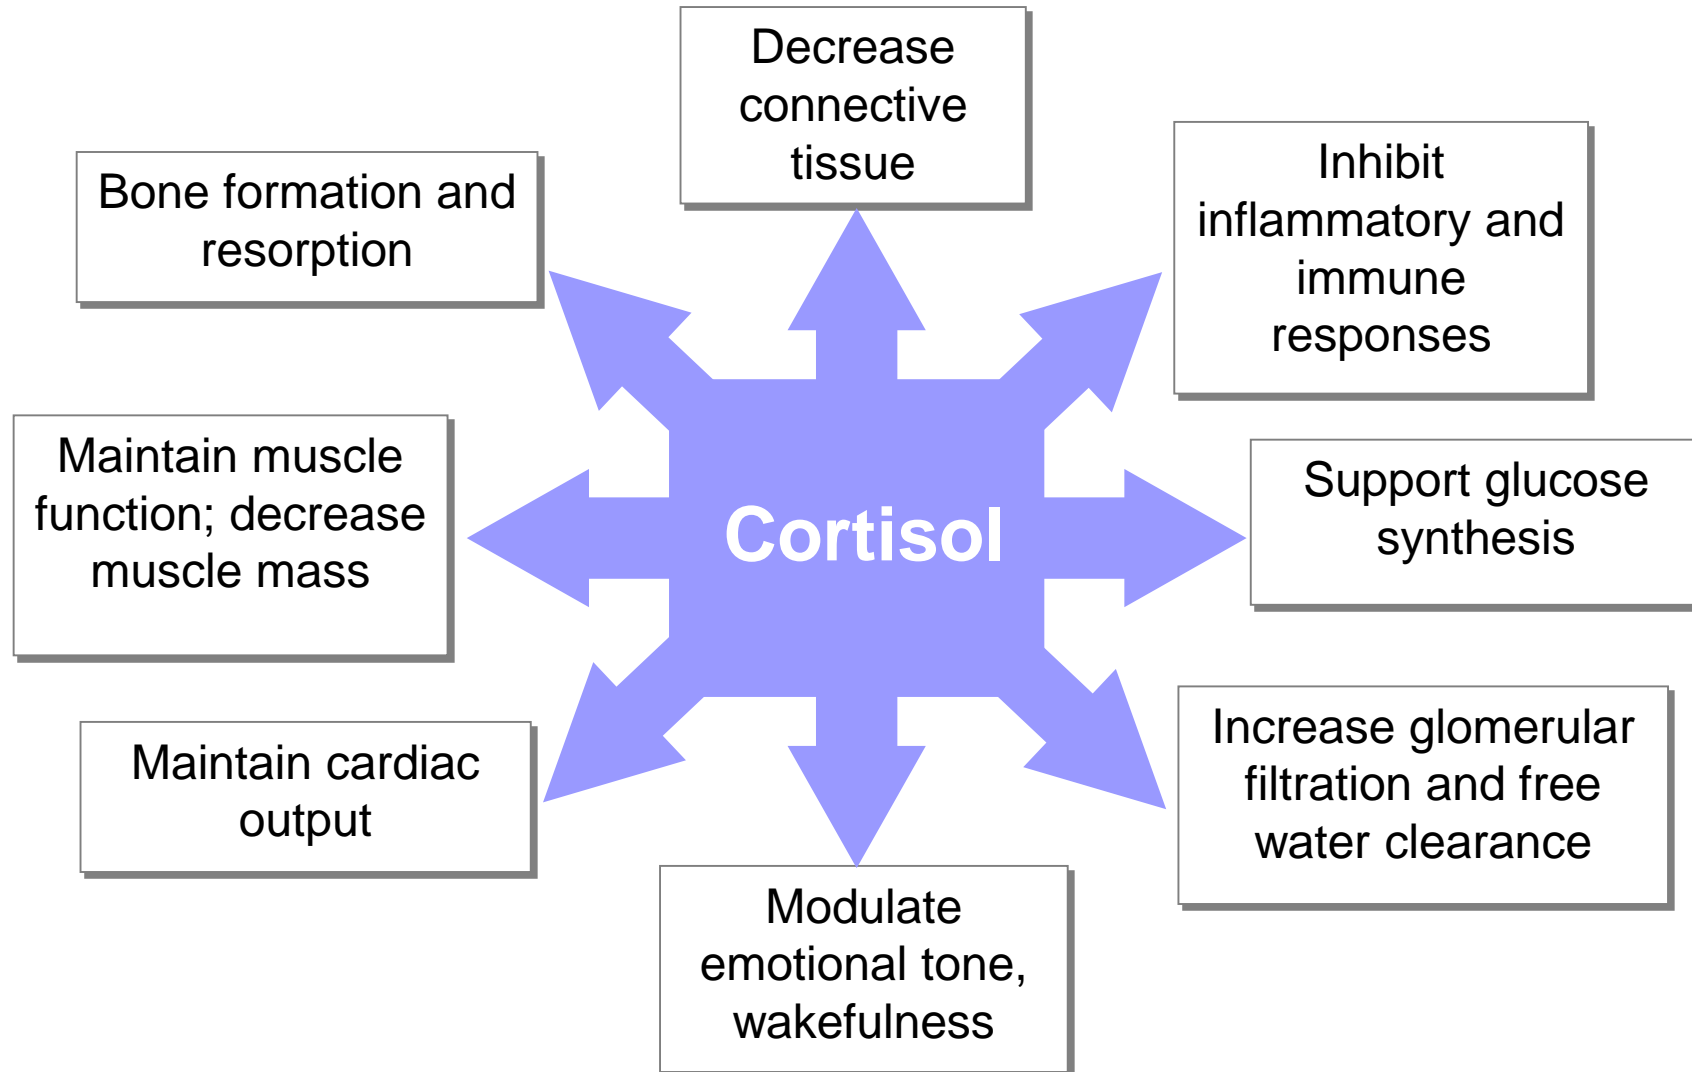 Decrease
connective
tissue
Inhibit
inflammatory and
immune
responses
Bone formation and
resorption
Maintain muscle
function; decrease
muscle mass
Cortisol
Support glucose
synthesis
Maintain cardiac
output
Increase glomerular
filtration and free
water clearance
Modulate
emotional tone,
wakefulness